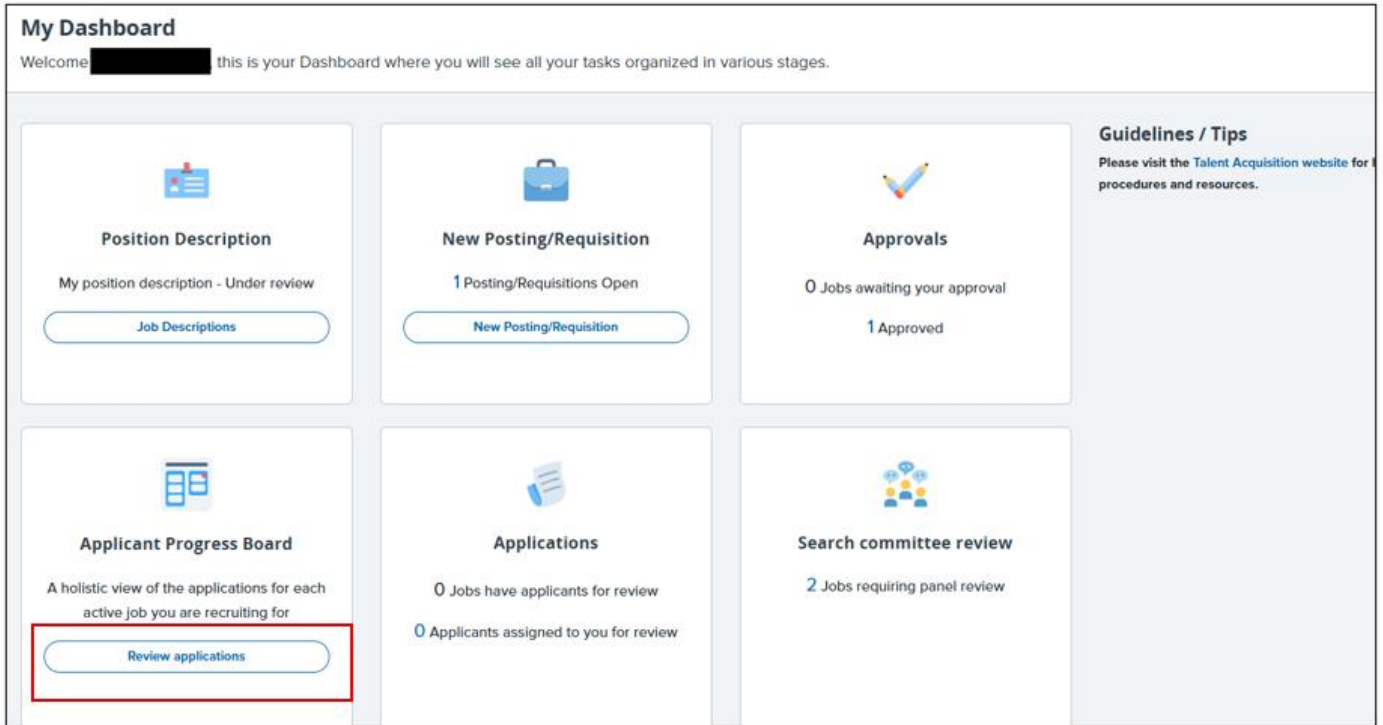 My Dashboard
Welcome this is your Dashboard where you will see all your tasks organized in various stages.
Position Description
My position description - Under review
Job Descriptions
New Posting/Requisition
1 Posting/Requisitions Open
New Posting/Requisition
Approvals
0 Jobs awaiting your approval
1 Approved
Guidelines / Tips
Please visit the Talent Acquisition website for
procedures and resources.
Applicant Progress Board
A holistic view of the applications for each
active job you are recruiting for
Review applications
Applications
0 Jobs have applicants for review
0 Applicants assigned to you for review
Search committee review
2 Jobs requiring panel review